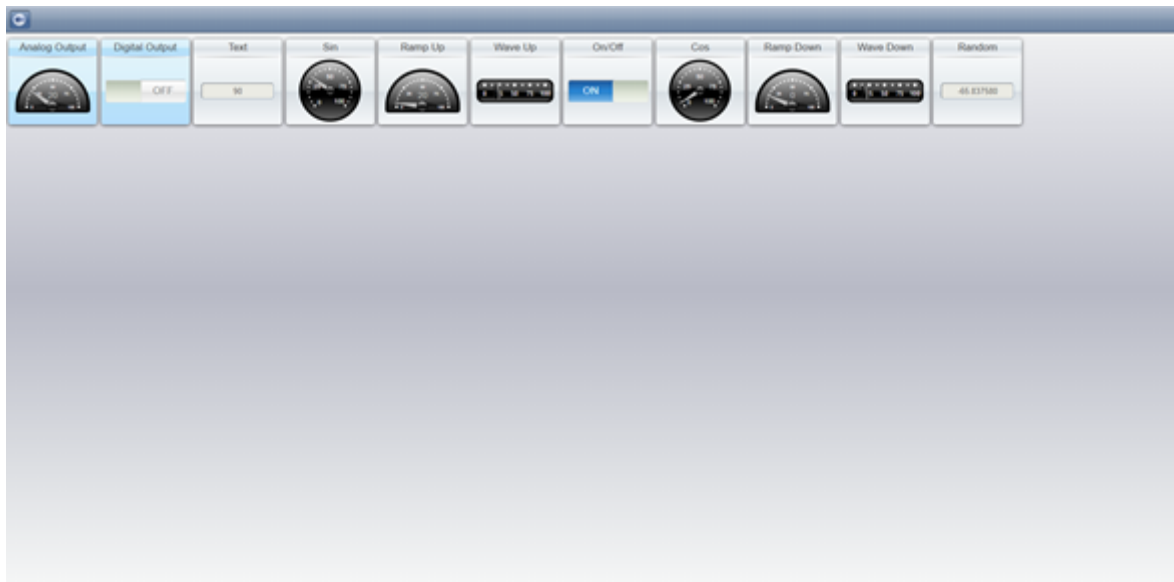 Analog Output
Digital Output
Text
Sin
Ramp Up
Wave Up
On/Off
Cos
Ramp Down
Wave Down
Random
OFF
90
ON
-46.837580